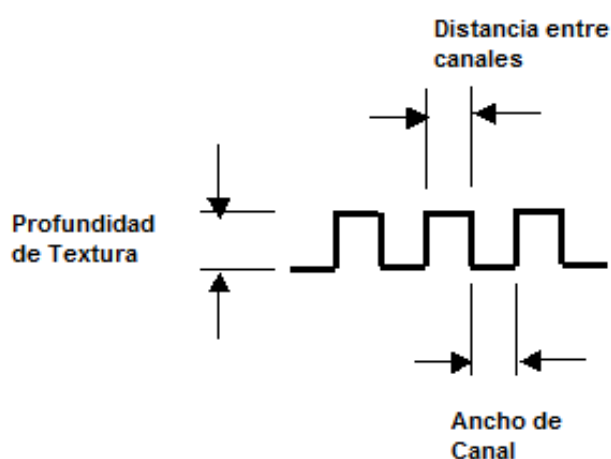 Distancia entre
canales
Profundidad
de Textura
Ancho de
Canal